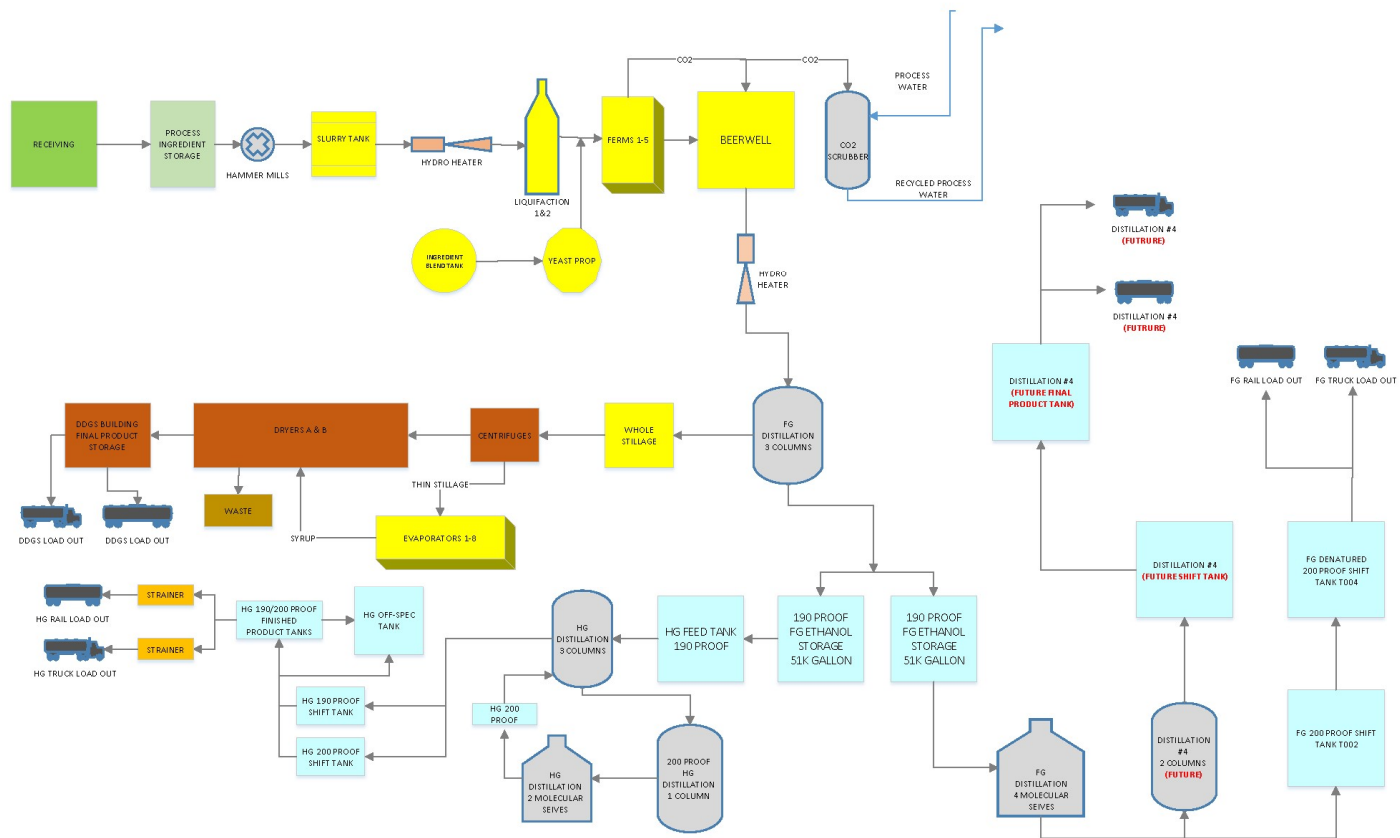 CO2
CO2
PROCESS
WATER
RECEIVING
PROCESS
INGREDIENT
STORAGE
HAMMER MILLS
SLURRY TANK
HYDRO HEATER
LIQUIFACTION
1&2
FERMS 1-5
BEERWELL
CO2
SCRUBBER
RECYCLED PROCESS
WATER
INGREDIENT
BLEND TANK
YEAST PROP
HYDRO
HEATER
DISTILLATION #4
(FUTRURE)
DISTILLATION #4
(FUTRURE)
DISTILLATION #4
(FUTURE FINAL
PRODUCT TANK)
FG RAIL LOAD OUT
FG TRUCK LOAD OUT
DDGS BUILDING
FINAL PRODUCT
STORAGE
DRYERS A & B
CENTRIFUGES
WHOLE
STILLAGE
FG
DISTILLATION
3 COLUMNS
THIN STILLAGE
WASTE
SYRUP
EVAPORATORS 1-8
DDGS LOAD OUT
DDGS LOAD OUT
DISTILLATION #4
(FUTURE SHIFT TANK)
FG DENATURED
200 PROOF SHIFT
TANK T004
STRAINER
HG RAIL LOAD OUT
STRAINER
HG TRUCK LOAD OUT
HG 190/200 PROOF
FINISHED
PRODUCT TANKS
HG OFF-SPEC
TANK
HG 190 PROOF
SHIFT TANK
HG 200 PROOF
SHIFT TANK
HG
DISTILLATION
3 COLUMNS
HG FEED TANK
190 PROOF
190 PROOF
FG ETHANOL
STORAGE
51K GALLON
190 PROOF
FG ETHANOL
STORAGE
51K GALLON
HG 200
PROOF
HG
DISTILLATION
2 MOLECULAR
SEIVES
200 PROOF
HG
DISTILLATION
1 COLUMN
FG
DISTILLATION
4 MOLECULAR
SEIVES
DISTILLATION
#4
2 COLUMNS
(FUTURE)
FG 200 PROOF SHIFT
TANK T002